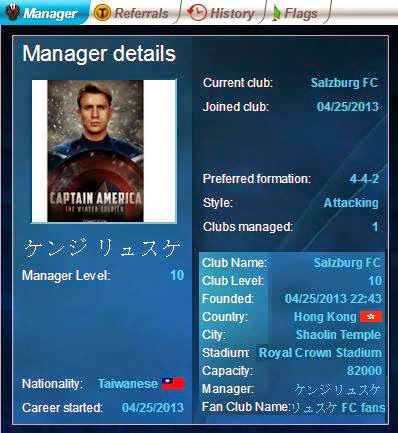 Manager Referrals History Flags
Manager details
CAPTAIN AMERICA
THE WINTER SOLDIER
ケンジ リュスケ
Manager Level: 10
Nationality: Taiwanese
Career started: 04/25/2013
Current club: Salzburg FC
Joined club: 04/25/2013
Preferred formation: 4-4-2
Style: Attacking
Clubs managed: 1
Club Name: Salzburg FC
Club Level: 10
Founded: 04/25/2013 22:43
Country: Hong Kong
City: Shaolin Temple
Stadium: Royal Crown Stadium
Capacity: 82000
Manager: ケンジ リュスケ
Fan Club Name: リュスケ FC fans